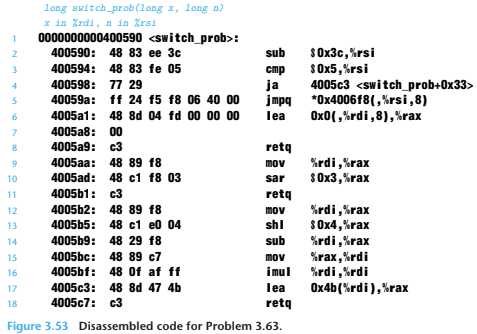 long switch_prob(long x, long n)
x in %rdi, n in %rsi
1 0000000000400590 <switch_prob>:
2 400590: 48 83 ee 3c sub $0x3c,%rsi
3 400594: 48 83 fe 05 cmp $0x5,%rsi
4 400598: 77 29 ja 4005c3 <switch_prob+0x33>
5 40059a: ff 24 f5 f8 06 40 00 jmpq *0x4006f8(,%rsi,8)
6 4005a1: 48 8d 04 fd 00 00 00 lea 0x0(,%rdi,8),%rax
7 4005a8: 00
8 4005a9: c3 retq
9 4005aa: 48 89 f8 mov %rdi,%rax
10 4005ad: 48 c1 f8 03 sar $0x3,%rax
11 4005b1: c3 retq
12 4005b2: 48 89 f8 mov %rdi,%rax
13 4005b5: 48 c1 e0 04 shl $0x4,%rax
14 4005b9: 48 29 f8 sub %rdi,%rax
15 4005bc: 48 89 c7 mov %rax,%rdi
16 4005bf: 48 0f af ff imul %rdi,%rdi
17 4005c3: 48 8d 47 4b lea 0x4b(%rdi),%rax
18 4005c7: c3 retq
Figure 3.53 Disassembled code for Problem 3.63.